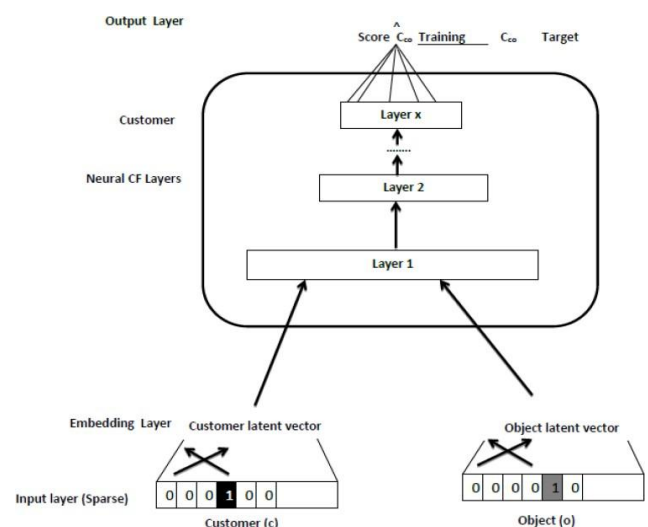 Output Layer
^
Score C_co Training C_co Target
Customer
Layer x
........
Neural CF Layers
Layer 2
Layer 1
Embedding Layer
Customer latent vector
Object latent vector
Input layer (Sparse)
0 0 0 1 0 0
0 0 0 0 1 0
Customer (c)
Object (o)